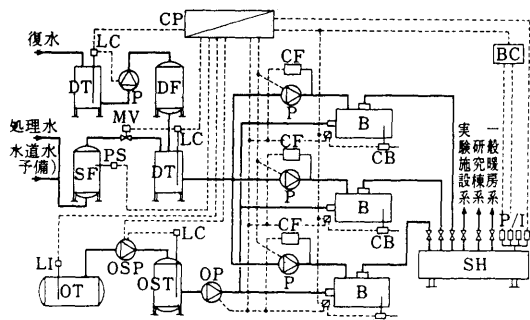 CP
復水
LC
DT
P
DF
CF
P
BC
MV
処理水
水道水
予備)
PS
SF
LC
DT
B
CB
CF
P
B
CB
実験施設系
研究棟系
一般暖房系
P/I
SH
LI
OT
OSP
LC
OST
OP
CF
P
B
CB